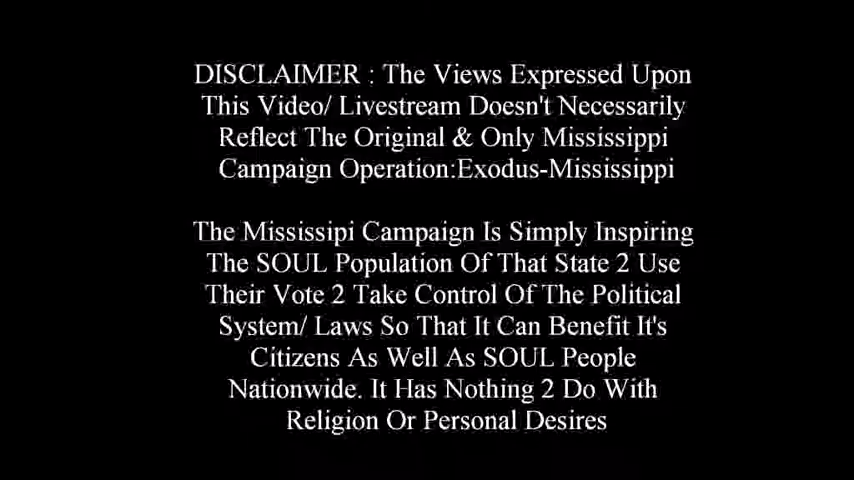 DISCLAIMER : The Views Expressed Upon
This Video/ Livestream Doesn't Necessarily
Reflect The Original & Only Mississippi
Campaign Operation:Exodus-Mississippi
The Mississipi Campaign Is Simply Inspiring
The SOUL Population Of That State 2 Use
Their Vote 2 Take Control Of The Political
System/ Laws So That It Can Benefit It's
Citizens As Well As SOUL People
Nationwide. It Has Nothing 2 Do With
Religion Or Personal Desires